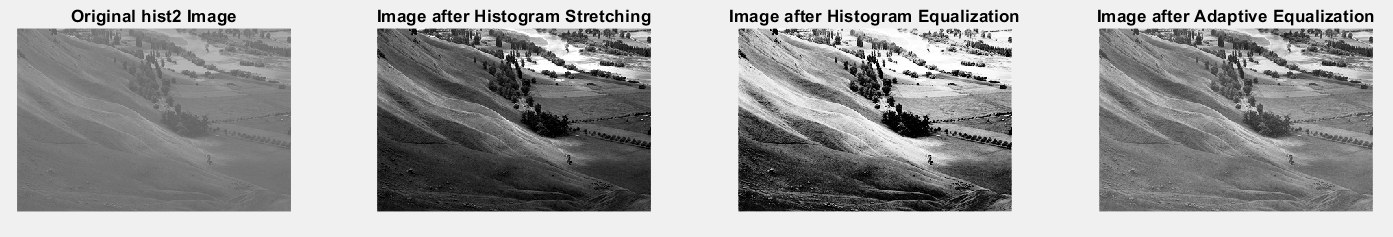 Original hist2 Image
Image after Histogram Stretching
Image after Histogram Equalization
Image after Adaptive Equalization